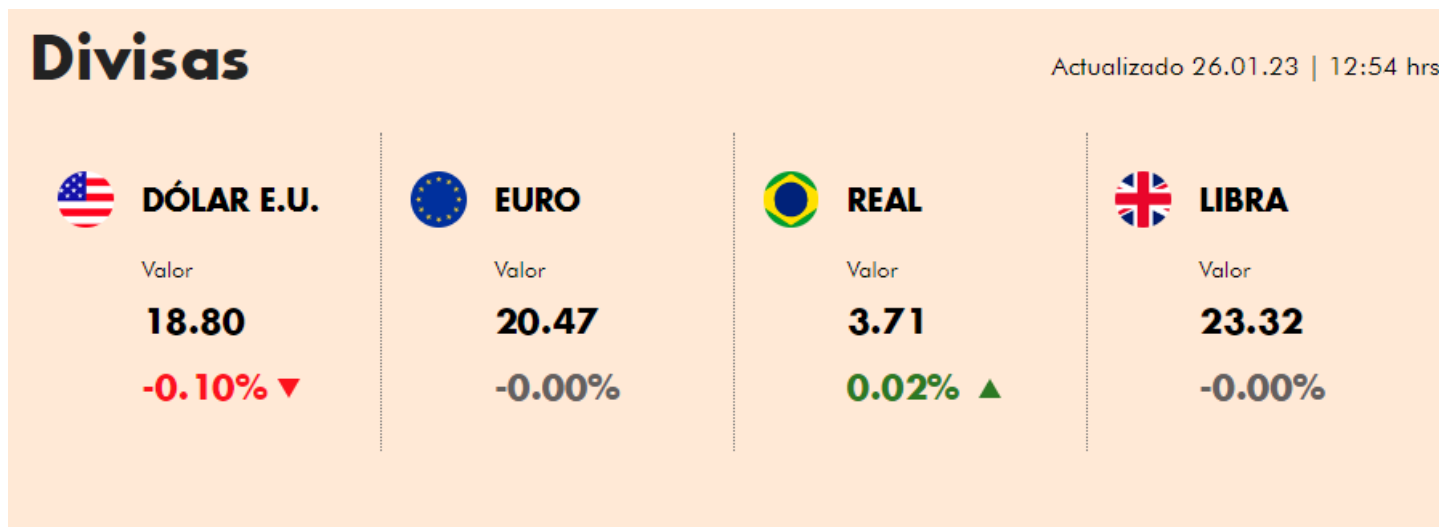 Divisas
Actualizado 26.01.23 | 12:54 hrs
DÓLAR E.U.
Valor
18.80
-0.10% ▼
EURO
Valor
20.47
-0.00%
REAL
Valor
3.71
0.02% ▲
LIBRA
Valor
23.32
-0.00%